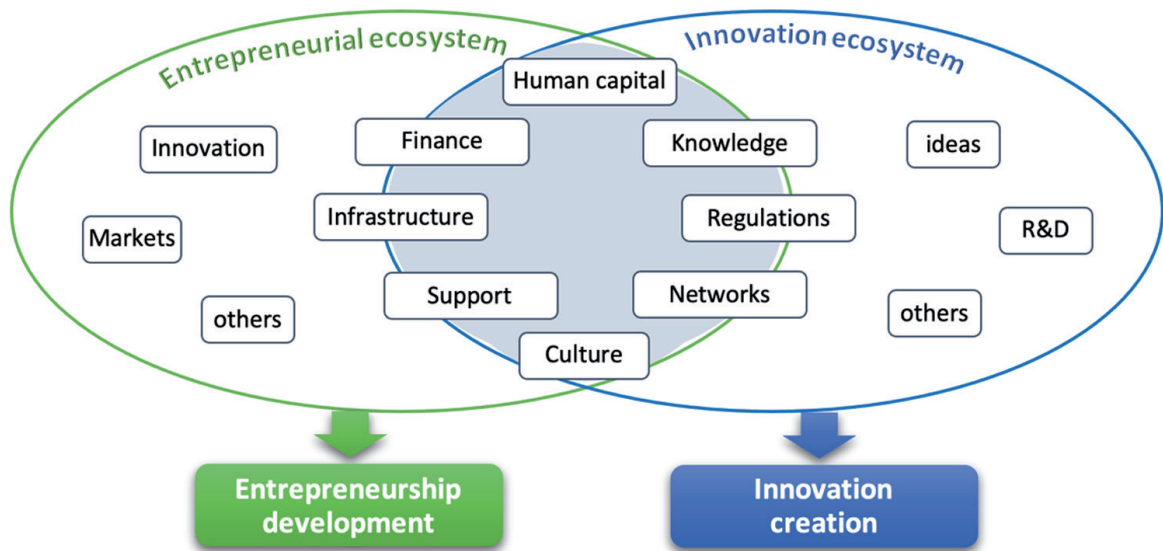 Entrepreneurial ecosystem
Innovation ecosystem
Human capital
Finance
Knowledge
Innovation
ideas
Infrastructure
Regulations
Markets
R&D
Support
Networks
others
others
Culture
Entrepreneurship
development
Innovation
creation